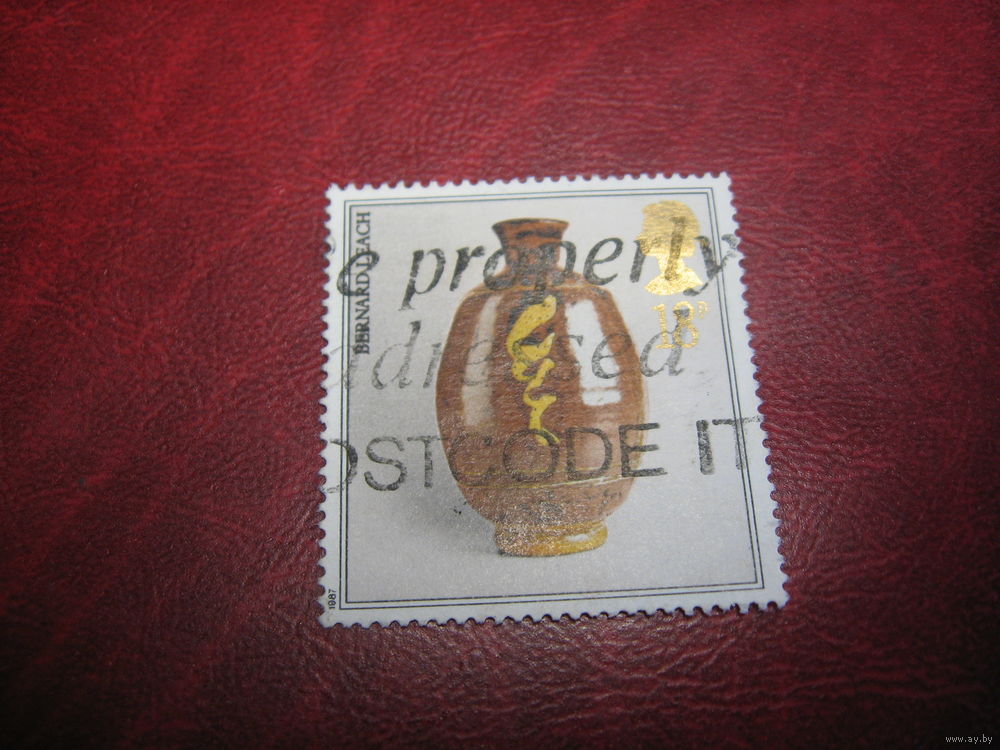 BERNARD LEACH
18P
properly
dressed
OSTCODE IT
1987
www.ay.by